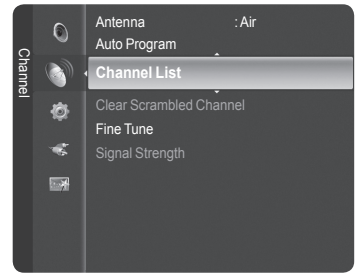 Channel
Antenna : Air
Auto Program
Channel List
Clear Scrambled Channel
Fine Tune
Signal Strength